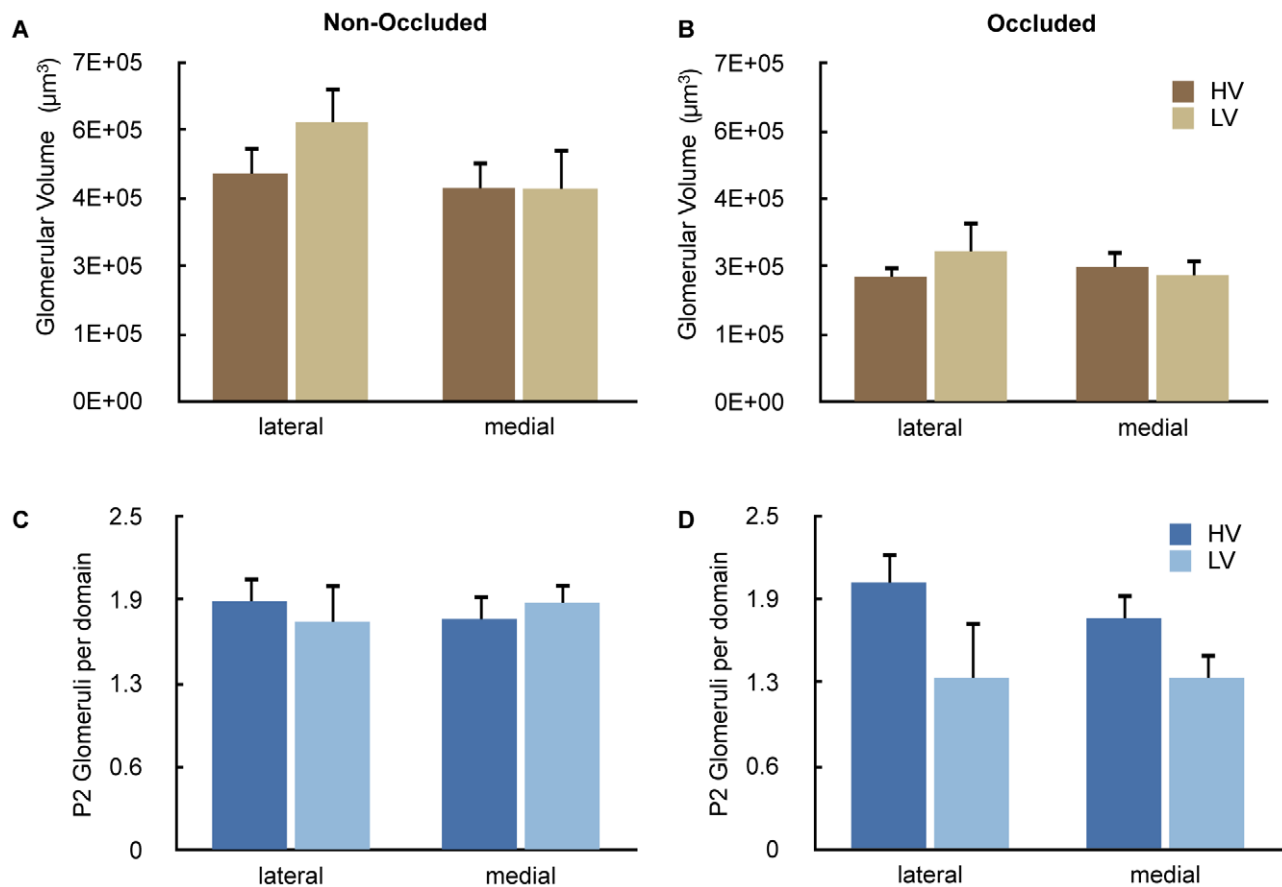 A
Non-Occluded
Glomerular Volume (µm³)
7E+05
6E+05
4E+05
3E+05
1E+05
0E+00
lateral
medial
B
Occluded
Glomerular Volume (µm³)
7E+05
6E+05
4E+05
3E+05
1E+05
0E+00
HV
LV
lateral
medial
C
P2 Glomeruli per domain
2.5
1.9
1.3
0.6
0
lateral
medial
D
P2 Glomeruli per domain
2.5
1.9
1.3
0.6
0
HV
LV
lateral
medial